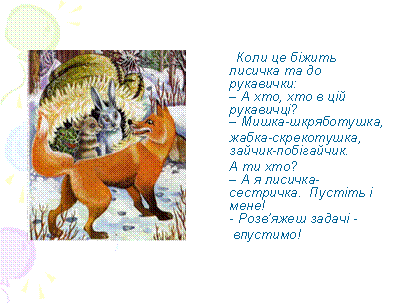 Коли це біжить
лисичка та до
рукавички:
– А хто, хто в цій
рукавичці?
– Мишка-шкряботушка,
жабка-скрекотушка,
зайчик-побігайчик.
А ти хто?
– А я лисичка-
сестричка. Пустіть і
мене!
- Розв'яжеш задачі -
впустимо!